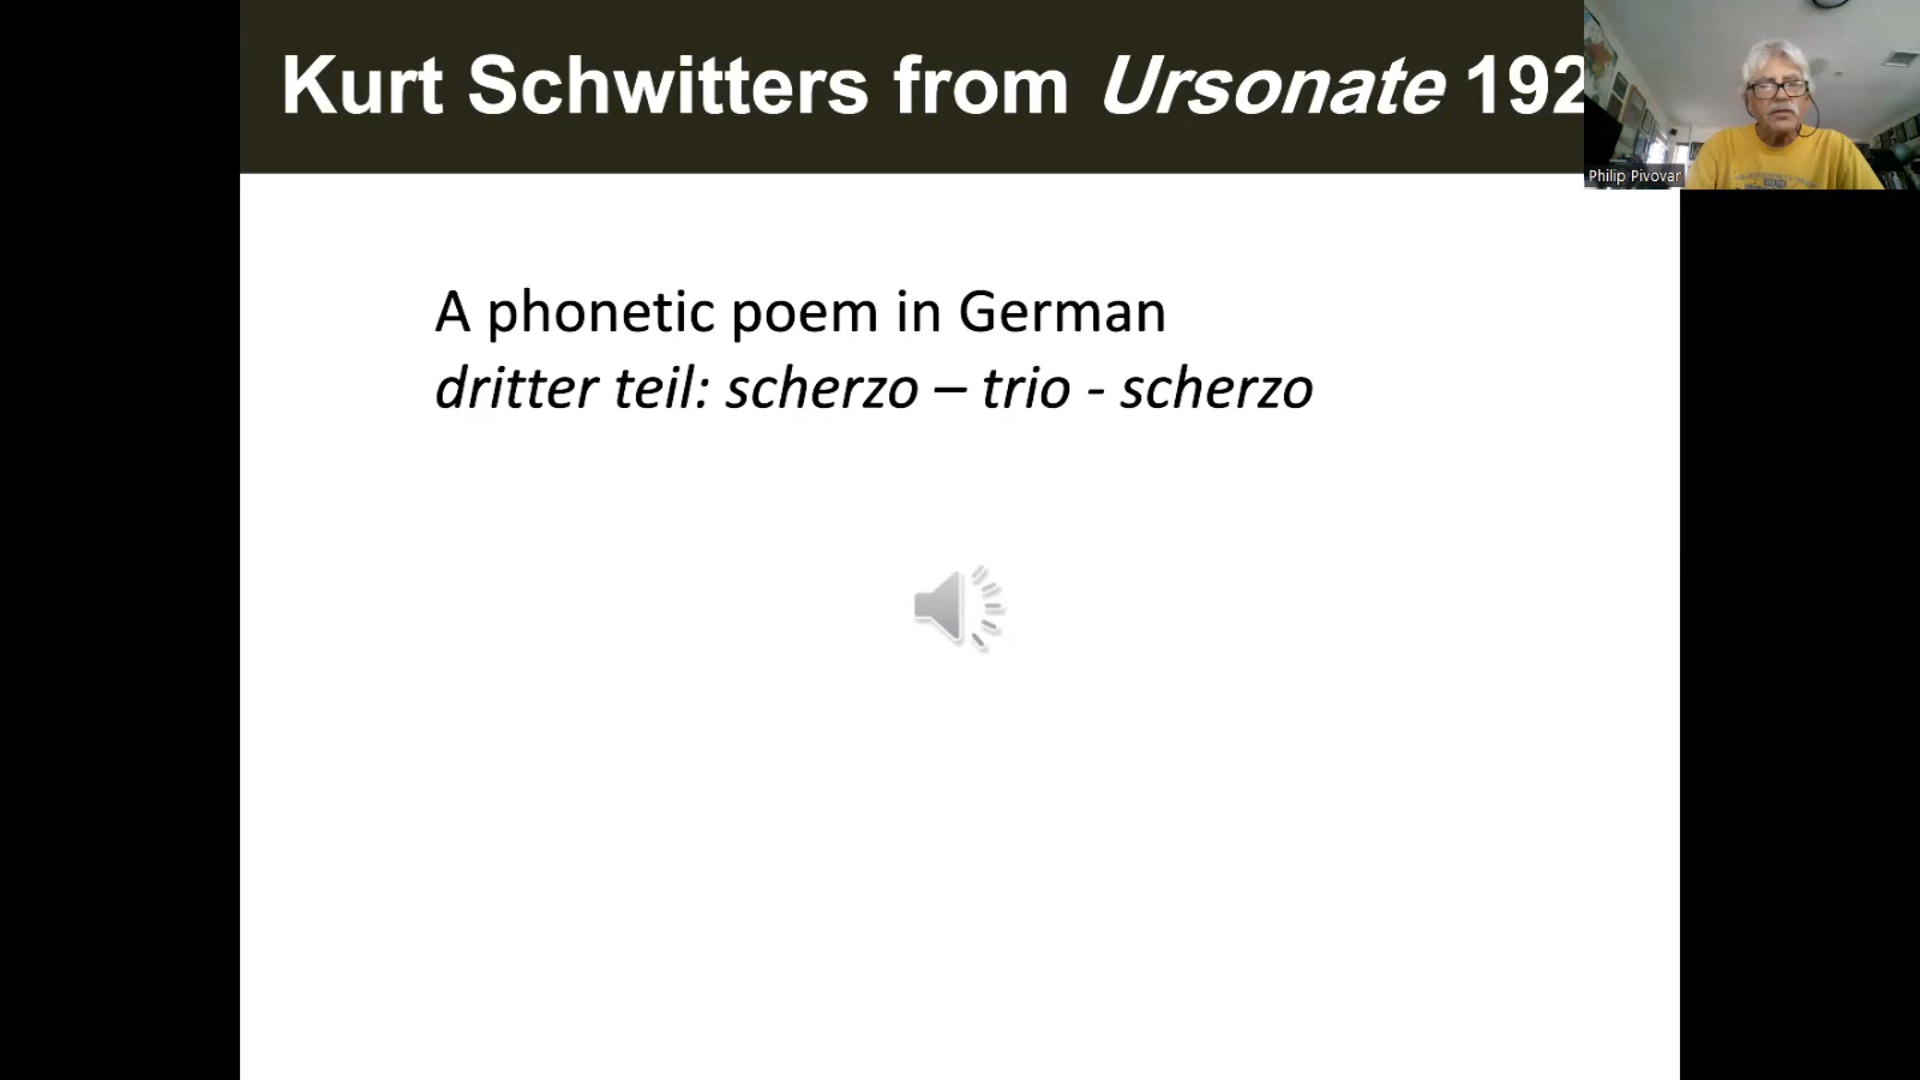 Kurt Schwitters from Ursonate 192
Philip Pivovar
A phonetic poem in German
dritter teil: scherzo – trio - scherzo